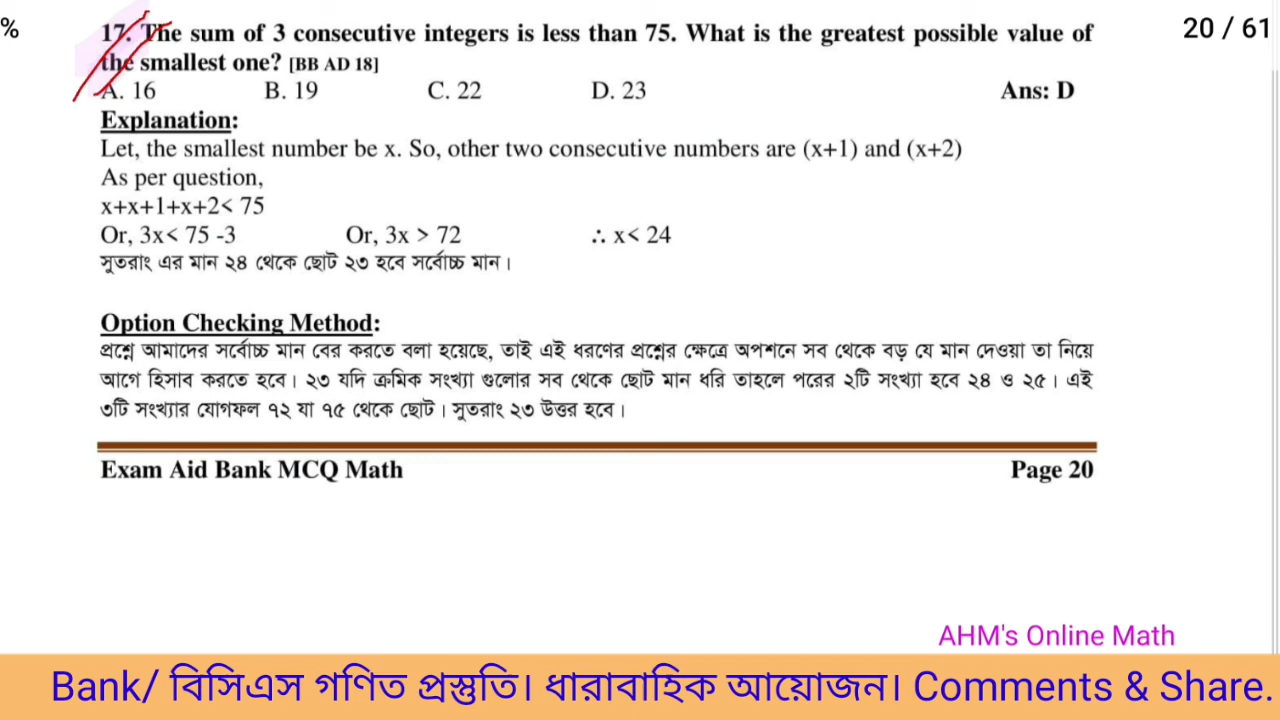 %
20 / 61
17. The sum of 3 consecutive integers is less than 75. What is the greatest possible value of
the smallest one? [BB AD 18]
A. 16 B. 19 C. 22 D. 23 Ans: D
Explanation:
Let, the smallest number be x. So, other two consecutive numbers are (x+1) and (x+2)
As per question,
x+x+1+x+2< 75
Or, 3x< 75 -3 Or, 3x > 72 ∴ x< 24
সুতরাং এর মান ২৪ থেকে ছোট ২৩ হবে সর্বোচ্চ মান।
Option Checking Method:
প্রশ্নে আমাদের সর্বোচ্চ মান বের করতে বলা হয়েছে, তাই এই ধরণের প্রশ্নের ক্ষেত্রে অপশনে সব থেকে বড় যে মান দেওয়া তা নিয়ে
আগে হিসাব করতে হবে। ২৩ যদি ক্রমিক সংখ্যা গুলোর সব থেকে ছোট মান ধরি তাহলে পরের ২টি সংখ্যা হবে ২৪ ও ২৫। এই
৩টি সংখ্যার যোগফল ৭২ যা ৭৫ থেকে ছোট। সুতরাং ২৩ উত্তর হবে।
Exam Aid Bank MCQ Math Page 20
AHM's Online Math
Bank/ বিসিএস গণিত প্রস্তুতি। ধারাবাহিক আয়োজন। Comments & Share.